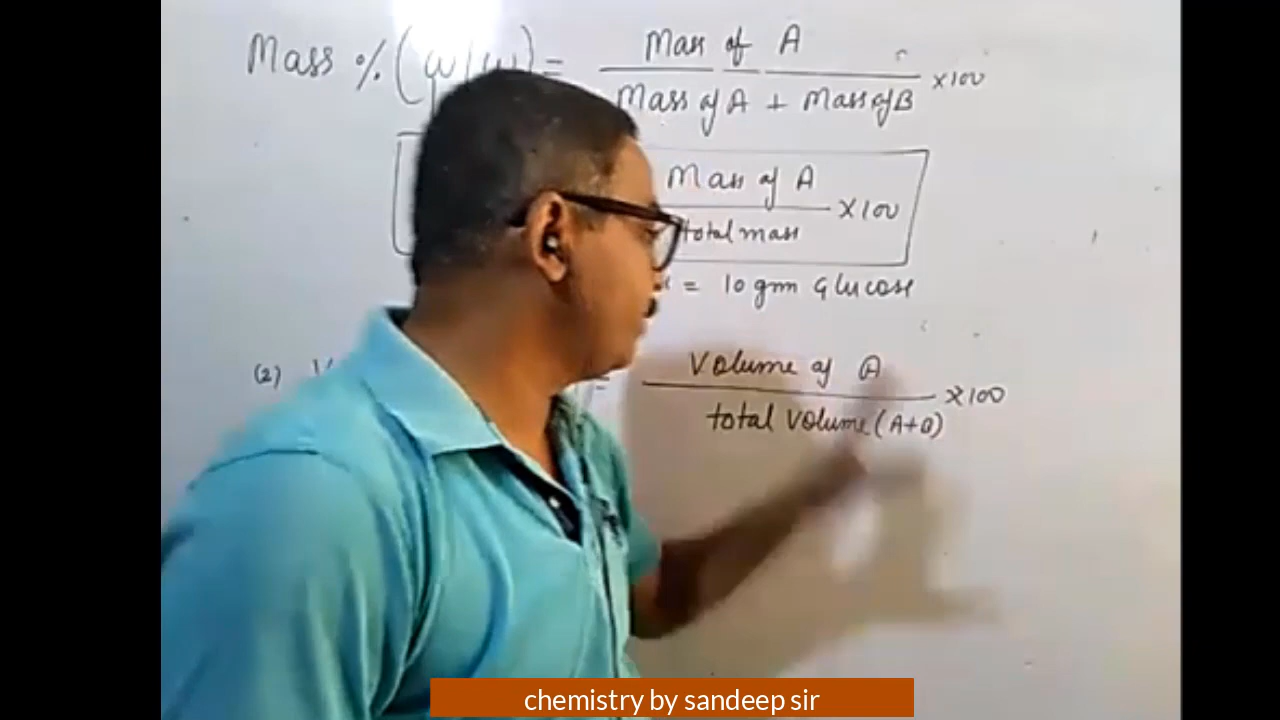 Mass % (w/w) = Mass of A
Mass of A + Mass of B ×100
Mass of A
total mass ×100
= 10 gm Glucose
(2) = Volume of A
total volume (A+B) ×100
chemistry by sandeep sir